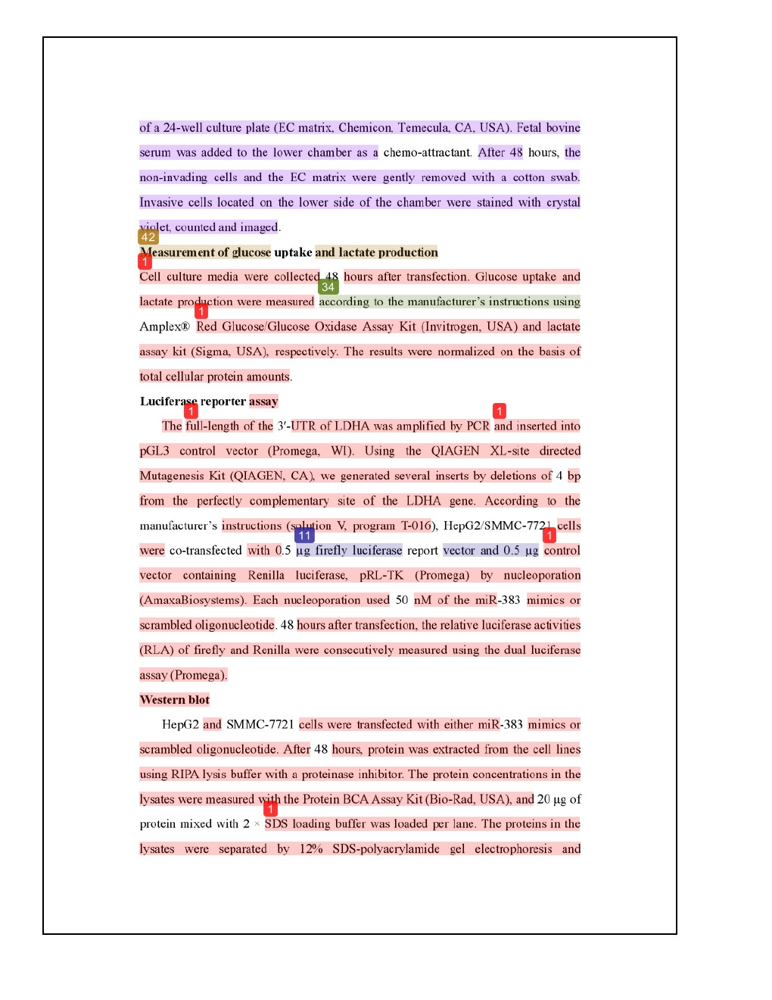 of a 24-well culture plate (EC matrix, Chemicon, Temecula, CA, USA). Fetal bovine
serum was added to the lower chamber as a chemo-attractant. After 48 hours, the
non-invading cells and the EC matrix were gently removed with a cotton swab.
Invasive cells located on the lower side of the chamber were stained with crystal
violet, counted and imaged.
42
Measurement of glucose uptake and lactate production
1
Cell culture media were collected 48 hours after transfection. Glucose uptake and
34
lactate production were measured according to the manufacturer's instructions using
1
Amplex® Red Glucose/Glucose Oxidase Assay Kit (Invitrogen, USA) and lactate
assay kit (Sigma, USA), respectively. The results were normalized on the basis of
total cellular protein amounts.
Luciferase reporter assay
1 1
The full-length of the 3′-UTR of LDHA was amplified by PCR and inserted into
pGL3 control vector (Promega, WI). Using the QIAGEN XL-site directed
Mutagenesis Kit (QIAGEN, CA), we generated several inserts by deletions of 4 bp
from the perfectly complementary site of the LDHA gene. According to the
manufacturer's instructions (solution V, program T-016), HepG2/SMMC-7721 cells
11 1
were co-transfected with 0.5 μg firefly luciferase report vector and 0.5 μg control
vector containing Renilla luciferase, pRL-TK (Promega) by nucleoporation
(AmaxaBiosystems). Each nucleoporation used 50 nM of the miR-383 mimics or
scrambled oligonucleotide. 48 hours after transfection, the relative luciferase activities
(RLA) of firefly and Renilla were consecutively measured using the dual luciferase
assay (Promega).
Western blot
HepG2 and SMMC-7721 cells were transfected with either miR-383 mimics or
scrambled oligonucleotide. After 48 hours, protein was extracted from the cell lines
using RIPA lysis buffer with a proteinase inhibitor. The protein concentrations in the
lysates were measured with the Protein BCA Assay Kit (Bio-Rad, USA), and 20 μg of
1
protein mixed with 2 × SDS loading buffer was loaded per lane. The proteins in the
lysates were separated by 12% SDS-polyacrylamide gel electrophoresis and